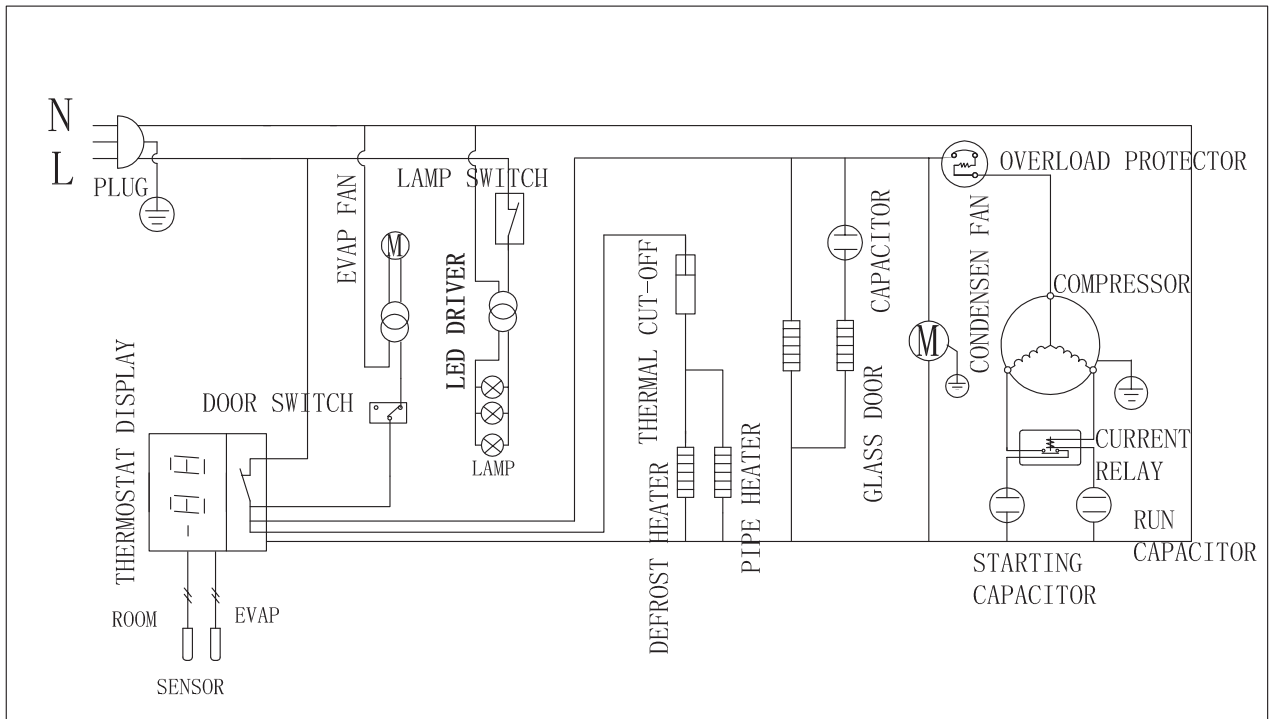 N
L
PLUG
LAMP SWITCH
EVAP FAN
M
LED DRIVER
DOOR SWITCH
LAMP
THERMOSTAT DISPLAY
ROOM
EVAP
SENSOR
THERMAL CUT-OFF
DEFROST HEATER
PIPE HEATER
CAPACITOR
GLASS DOOR
M
CONDENSEN FAN
OVERLOAD PROTECTOR
COMPRESSOR
CURRENT
RELAY
STARTING
CAPACITOR
RUN
CAPACITOR